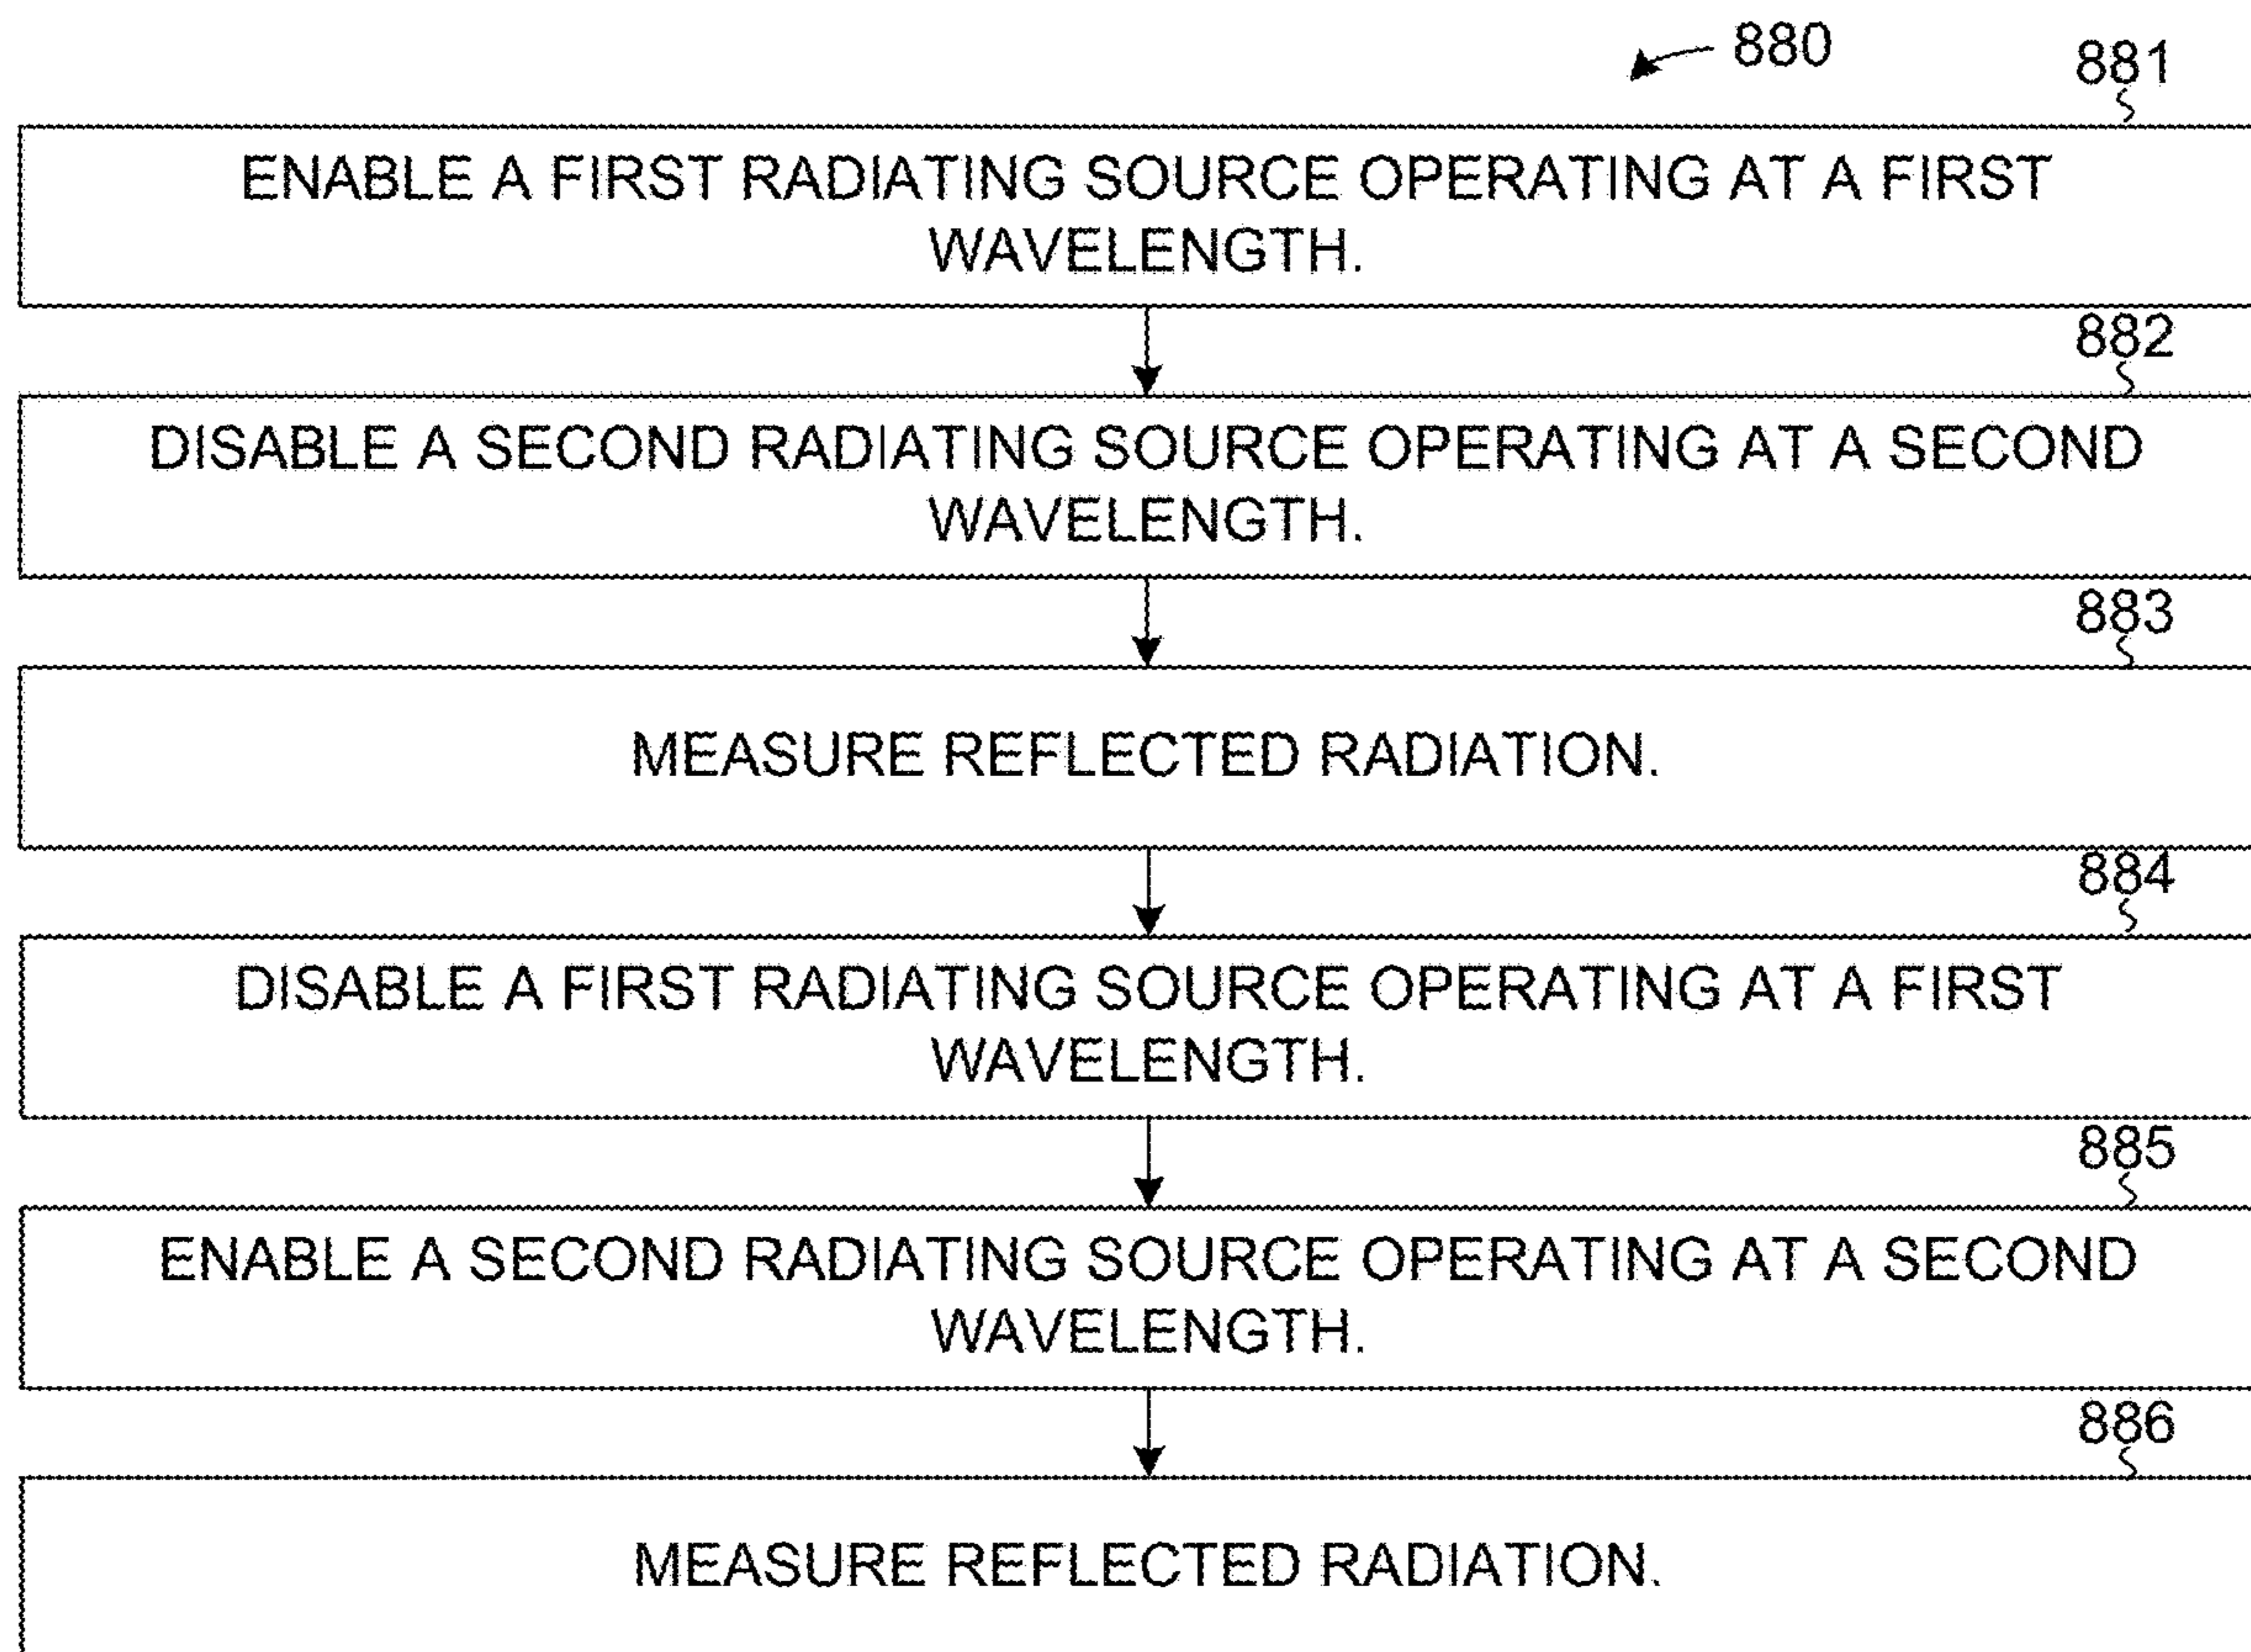 880
881
ENABLE A FIRST RADIATING SOURCE OPERATING AT A FIRST
WAVELENGTH.
882
DISABLE A SECOND RADIATING SOURCE OPERATING AT A SECOND
WAVELENGTH.
883
MEASURE REFLECTED RADIATION.
884
DISABLE A FIRST RADIATING SOURCE OPERATING AT A FIRST
WAVELENGTH.
885
ENABLE A SECOND RADIATING SOURCE OPERATING AT A SECOND
WAVELENGTH.
886
MEASURE REFLECTED RADIATION.